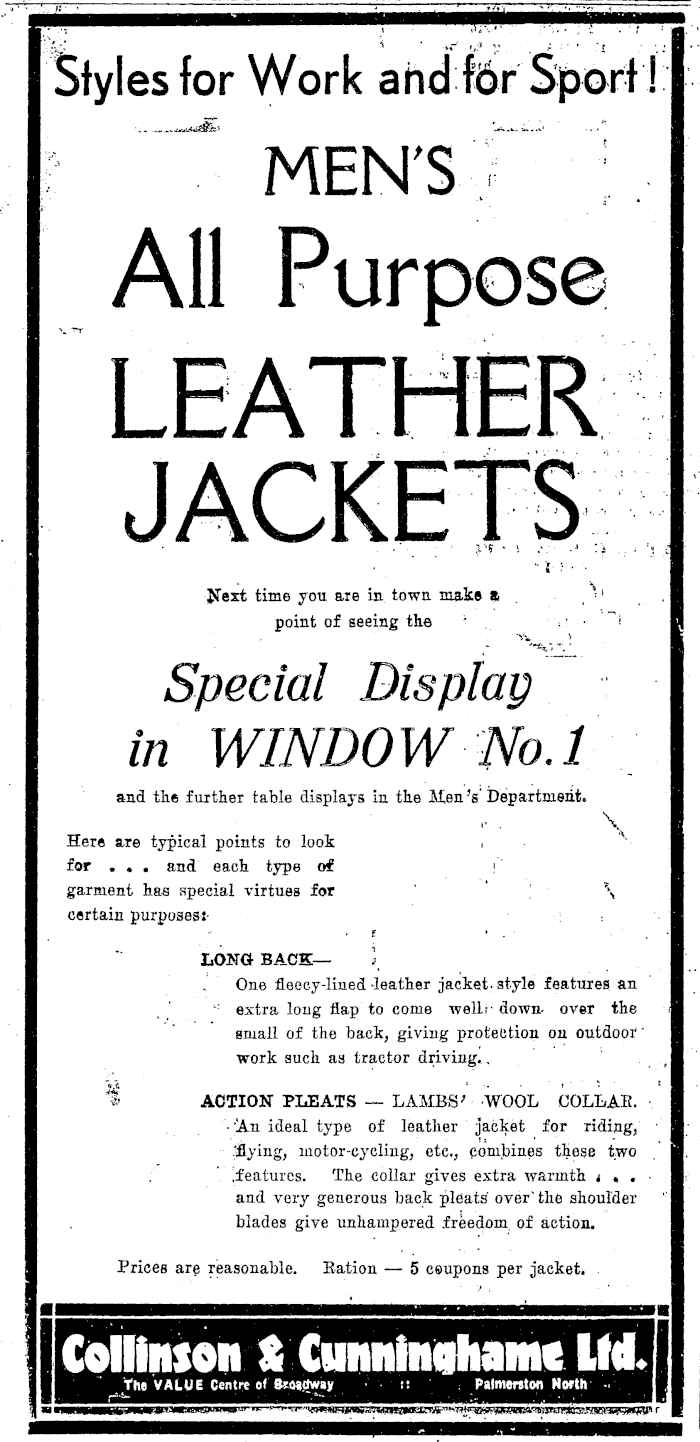 Styles for Work and for Sport!
MEN'S
All Purpose
LEATHER
JACKETS
Next time you are in town make a
point of seeing the
Special Display
in WINDOW No. 1
and the further table displays in the Men's Department.
Here are typical points to look
for . . . and each type of
garment has special virtues for
certain purposes:
LONG BACK—
One fleecy-lined leather jacket style features an
extra long flap to come well down over the
small of the back, giving protection on outdoor
work such as tractor driving.
ACTION PLEATS — LAMBS' WOOL COLLAR.
An ideal type of leather jacket for riding,
flying, motor-cycling, etc., combines these two
features. The collar gives extra warmth . . .
and very generous back pleats over the shoulder
blades give unhampered freedom of action.
Prices are reasonable. Ration — 5 coupons per jacket.
Collinson & Cunninghame Ltd.
The VALUE Centre of Broadway :: Palmerston North